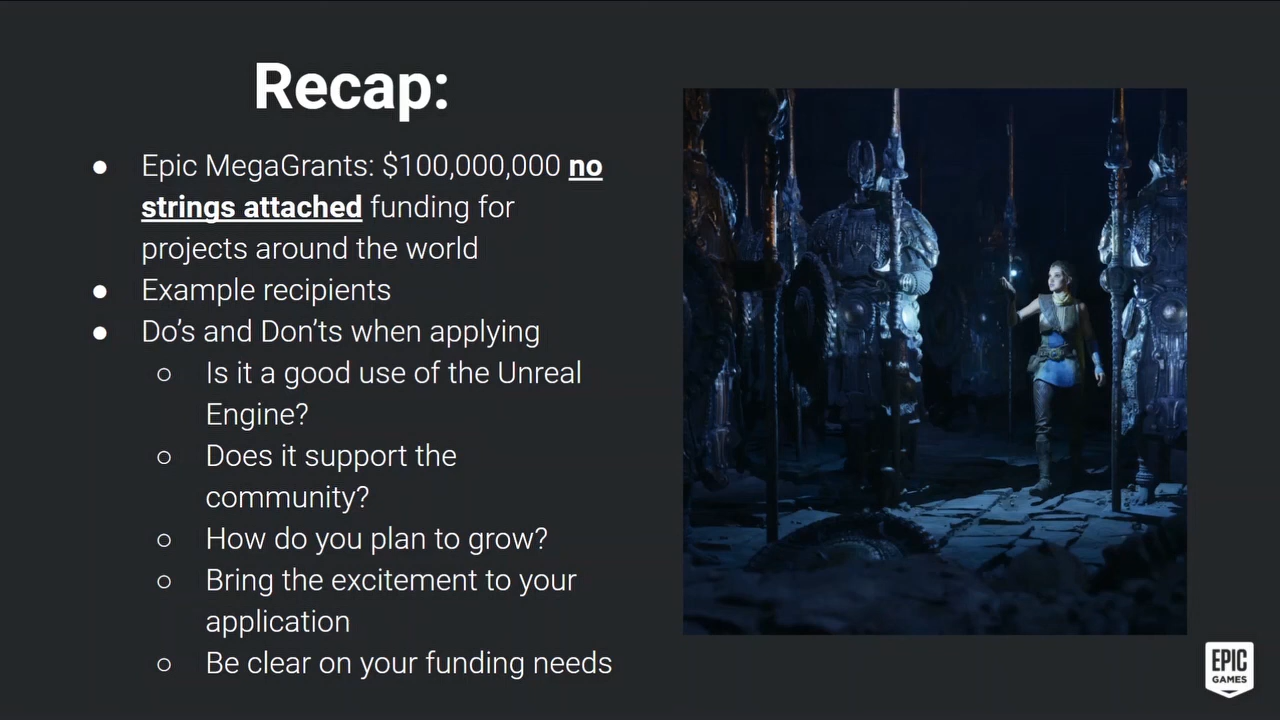 Recap:
● Epic MegaGrants: $100,000,000 no
strings attached funding for
projects around the world
● Example recipients
● Do’s and Don’ts when applying
○ Is it a good use of the Unreal
Engine?
○ Does it support the
community?
○ How do you plan to grow?
○ Bring the excitement to your
application
○ Be clear on your funding needs
EPIC
GAMES